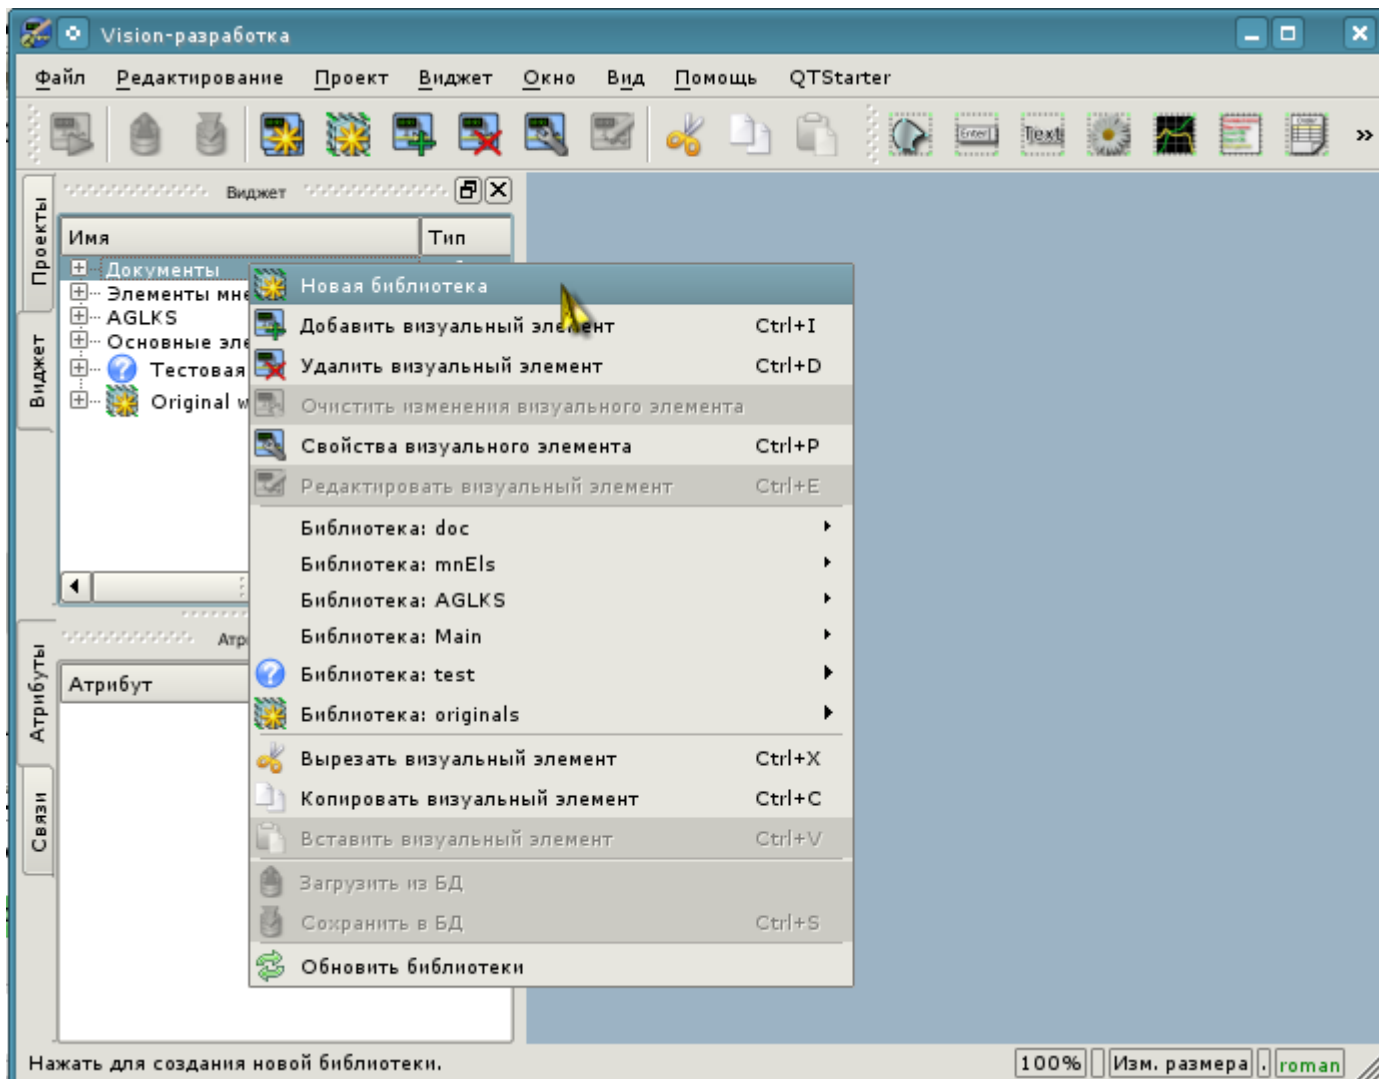 Vision-разработка
Файл Редактирование Проект Виджет Окно Вид Помощь QTStarter
Enter Text
Проекты
Виджет
Атрибуты
Связи
Виджет
Имя Тип
Документы
Элементы
AGLKS
Основные
Тестовая
Original
Новая библиотека
Добавить визуальный элемент Ctrl+I
Удалить визуальный элемент Ctrl+D
Очистить изменения визуального элемента
Свойства визуального элемента Ctrl+P
Редактировать визуальный элемент Ctrl+E
Библиотека: doc
Библиотека: mnEls
Библиотека: AGLKS
Библиотека: Main
Библиотека: test
Библиотека: originals
Вырезать визуальный элемент Ctrl+X
Копировать визуальный элемент Ctrl+C
Вставить визуальный элемент Ctrl+V
Загрузить из БД
Сохранить в БД Ctrl+S
Обновить библиотеки
Атрибут
Нажать для создания новой библиотеки.
100% Изм. размера . roman